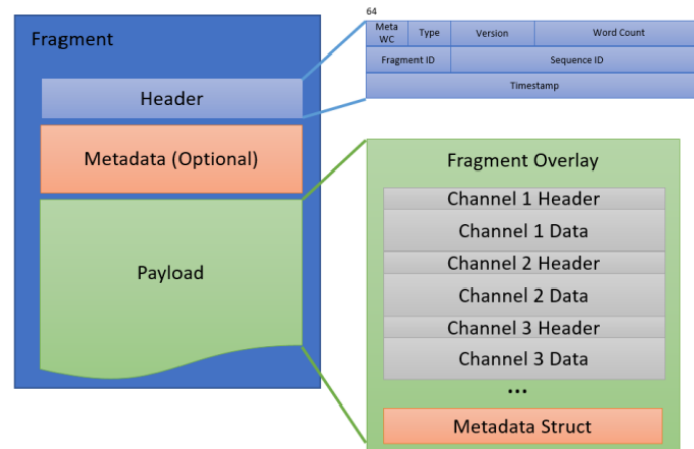 Fragment
Header
Metadata (Optional)
Payload
64
Meta WC Type Version Word Count
Fragment ID Sequence ID
Timestamp
Fragment Overlay
Channel 1 Header
Channel 1 Data
Channel 2 Header
Channel 2 Data
Channel 3 Header
Channel 3 Data
...
Metadata Struct